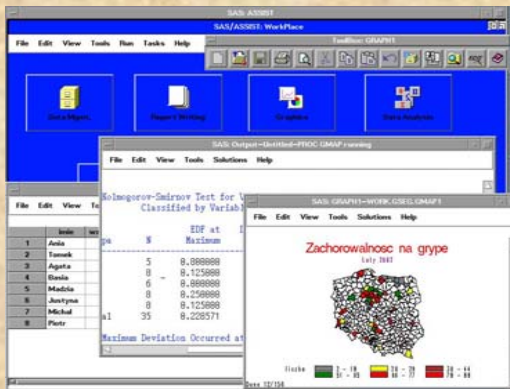 SAS: ASSIST
SAS/ASSIST: WorkPlace
File Edit View Tools Run Tasks Help
ToolBox: GRAPH1
Data Mgmt.
Report Writing
Graphics
Data Analysis
SAS: Output-Untitled-PROC GMAP running
File Edit View Tools Solutions Help
Kolmogorov-Smirnov Test for
Classified by Variabl
EDF at
N Maximum
5 0.000000
8 0.125000
6 0.000000
8 0.250000
8 0.125000
35 0.228571
Maximum Deviation Occurred at
File Edit View
imie
1 Ania
2 Tomek
3 Agata
4 Basia
5 Madzia
6 Justyna
7 Michal
8 Piotr
SAS: GRAPH1-WORK.GSEG.GMAP1
File Edit View Tools Solutions Help
Zachorowalnosc na grype
liczba